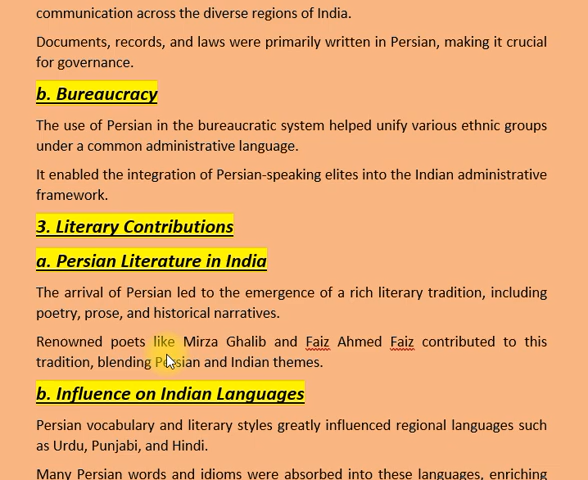 communication across the diverse regions of India.
Documents, records, and laws were primarily written in Persian, making it crucial
for governance.
b. Bureaucracy
The use of Persian in the bureaucratic system helped unify various ethnic groups
under a common administrative language.
It enabled the integration of Persian-speaking elites into the Indian administrative
framework.
3. Literary Contributions
a. Persian Literature in India
The arrival of Persian led to the emergence of a rich literary tradition, including
poetry, prose, and historical narratives.
Renowned poets like Mirza Ghalib and Faiz Ahmed Faiz contributed to this
tradition, blending Persian and Indian themes.
b. Influence on Indian Languages
Persian vocabulary and literary styles greatly influenced regional languages such
as Urdu, Punjabi, and Hindi.
Many Persian words and idioms were absorbed into these languages, enriching